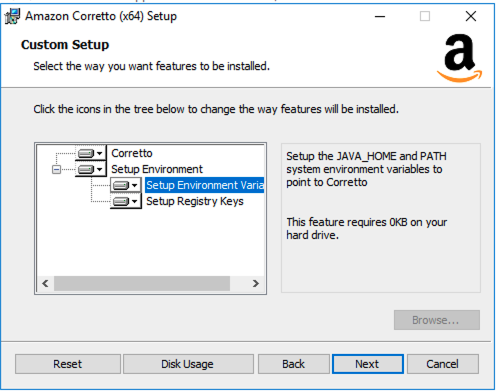 Amazon Corretto (x64) Setup
Custom Setup
Select the way you want features to be installed.
a
Click the icons in the tree below to change the way features will be installed.
Corretto
Setup Environment
Setup Environment Varia
Setup Registry Keys
Setup the JAVA_HOME and PATH
system environment variables to
point to Corretto
This feature requires 0KB on your
hard drive.
Browse...
Reset
Disk Usage
Back
Next
Cancel